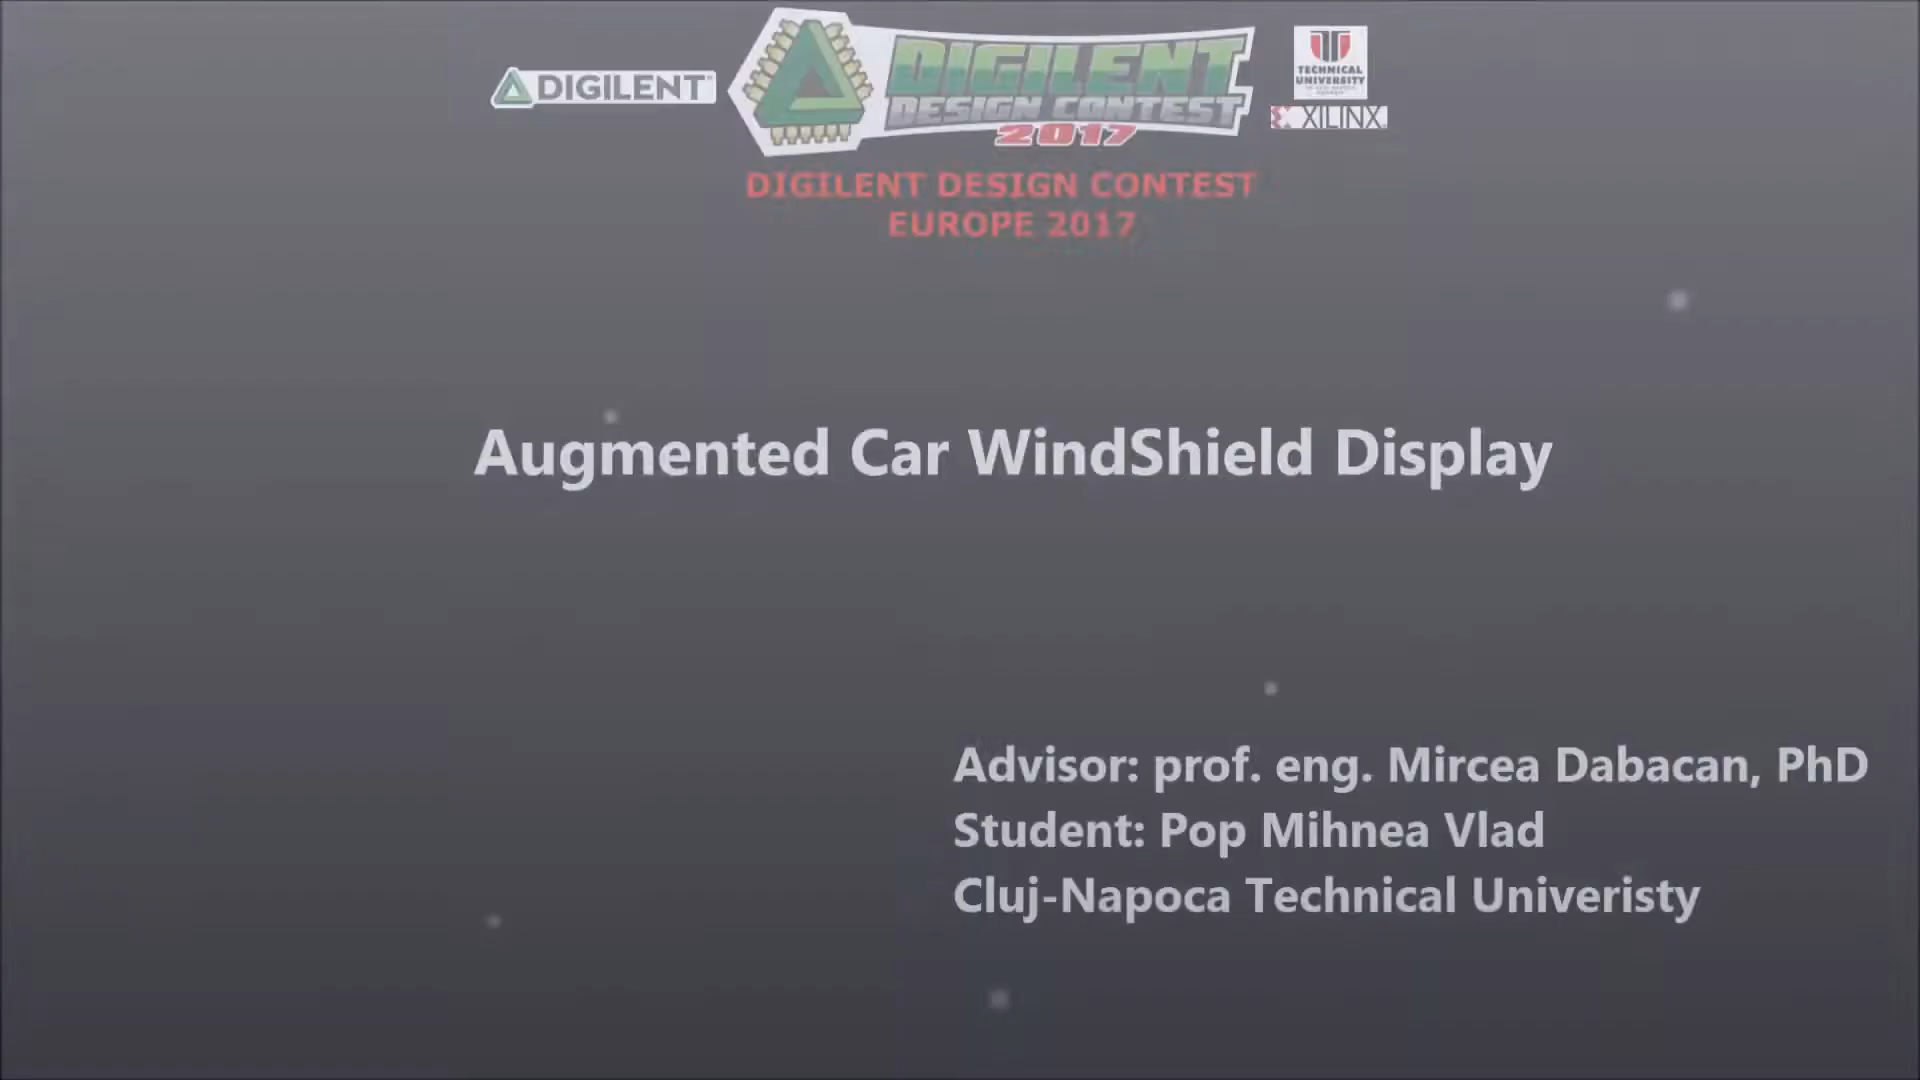 DIGILENT
DIGILENT
DESIGN CONTEST
2017
TECHNICAL
UNIVERSITY
XILINX
DIGILENT DESIGN CONTEST
EUROPE 2017
Augmented Car WindShield Display
Advisor: prof. eng. Mircea Dabacan, PhD
Student: Pop Mihnea Vlad
Cluj-Napoca Technical Univeristy